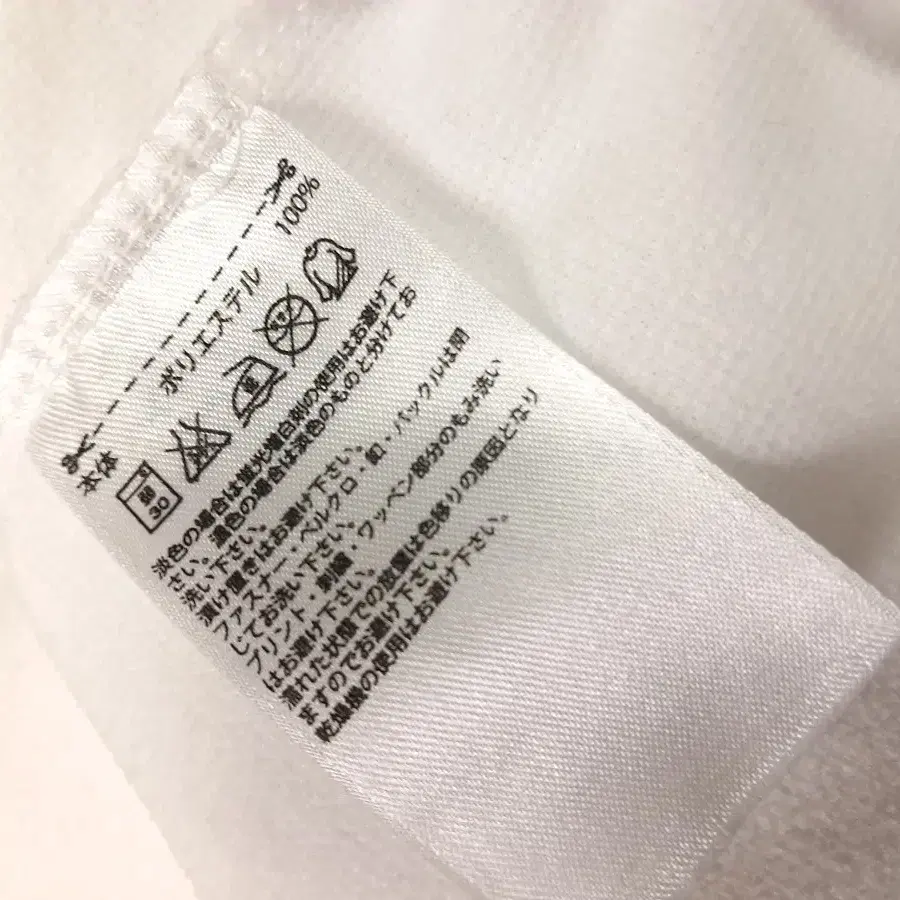 本体 ポリエステル 100%
弱 30
淡色の場合は蛍光増白剤の使用はお避け下
さい。濃色の場合は淡色のものと分けてお
洗い下さい。
漬け置きはお避け下さい。
ファスナー・ベルクロ・釦・バックルは閉
じてお洗い下さい。
プリント・刺繍・ワッペン部分のもみ洗い
はお避け下さい。
濡れた状態での放置は色移りの原因となり
ますのでお避け下さい。
乾燥機の使用はお避け下さい。